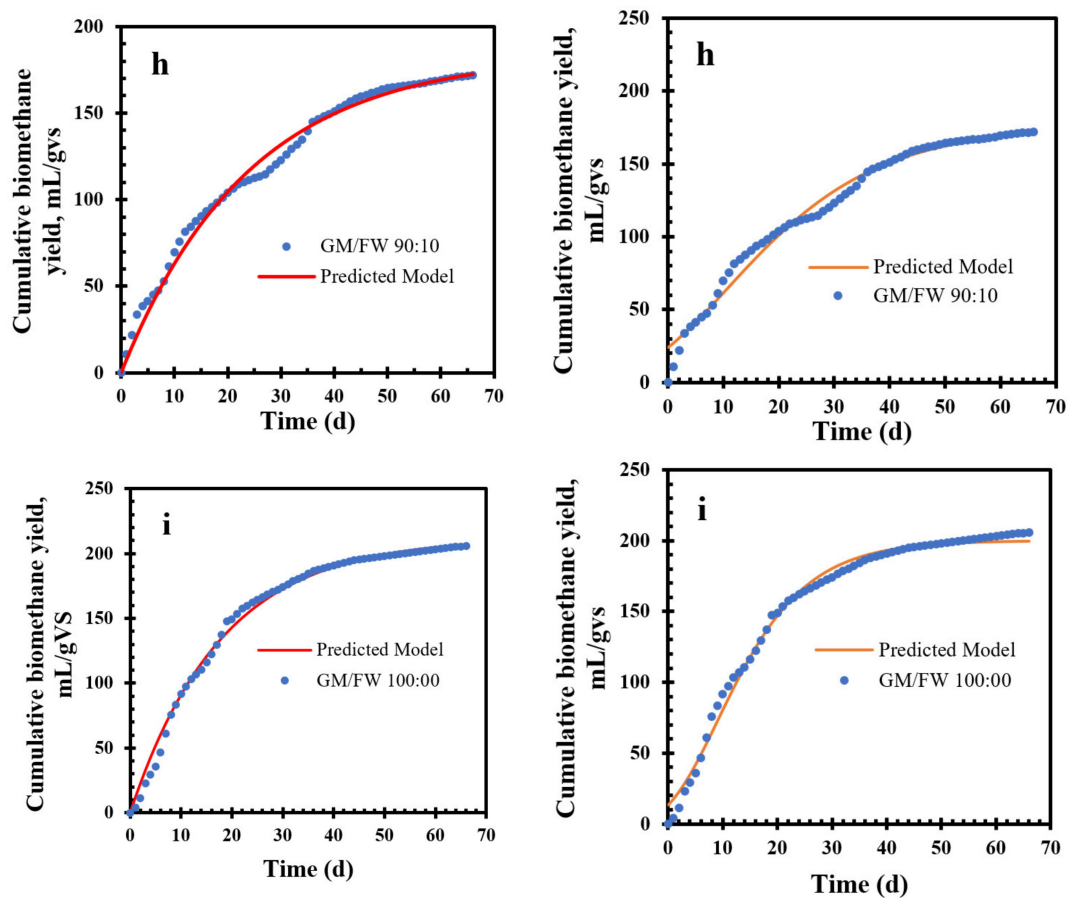 h
Cumulative biomethane
yield, mL/gvs
200
150
100
50
0
GM/FW 90:10
Predicted Model
0 10 20 30 40 50 60 70
Time (d)
h
Cumulative biomethane yield,
mL/gvs
250
200
150
100
50
0
Predicted Model
GM/FW 90:10
0 10 20 30 40 50 60 70
Time (d)
i
Cumulative biomethane yield,
mL/gVS
250
200
150
100
50
0
Predicted Model
GM/FW 100:00
0 10 20 30 40 50 60 70
Time (d)
i
Cumulative biomethane yield,
mL/gvs
250
200
150
100
50
0
Predicted Model
GM/FW 100:00
0 10 20 30 40 50 60 70
Time (d)